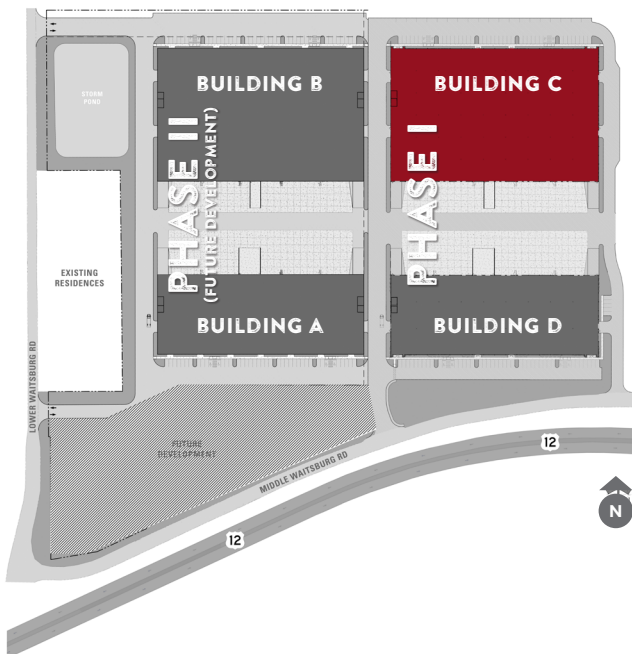 BUILDING B
BUILDING C
STORM
POND
PHASE II
(FUTURE DEVELOPMENT)
PHASE I
EXISTING
RESIDENCES
BUILDING A
BUILDING D
LOWER WAITSBURG RD
FUTURE
DEVELOPMENT
MIDDLE WAITSBURG RD
12
12
N